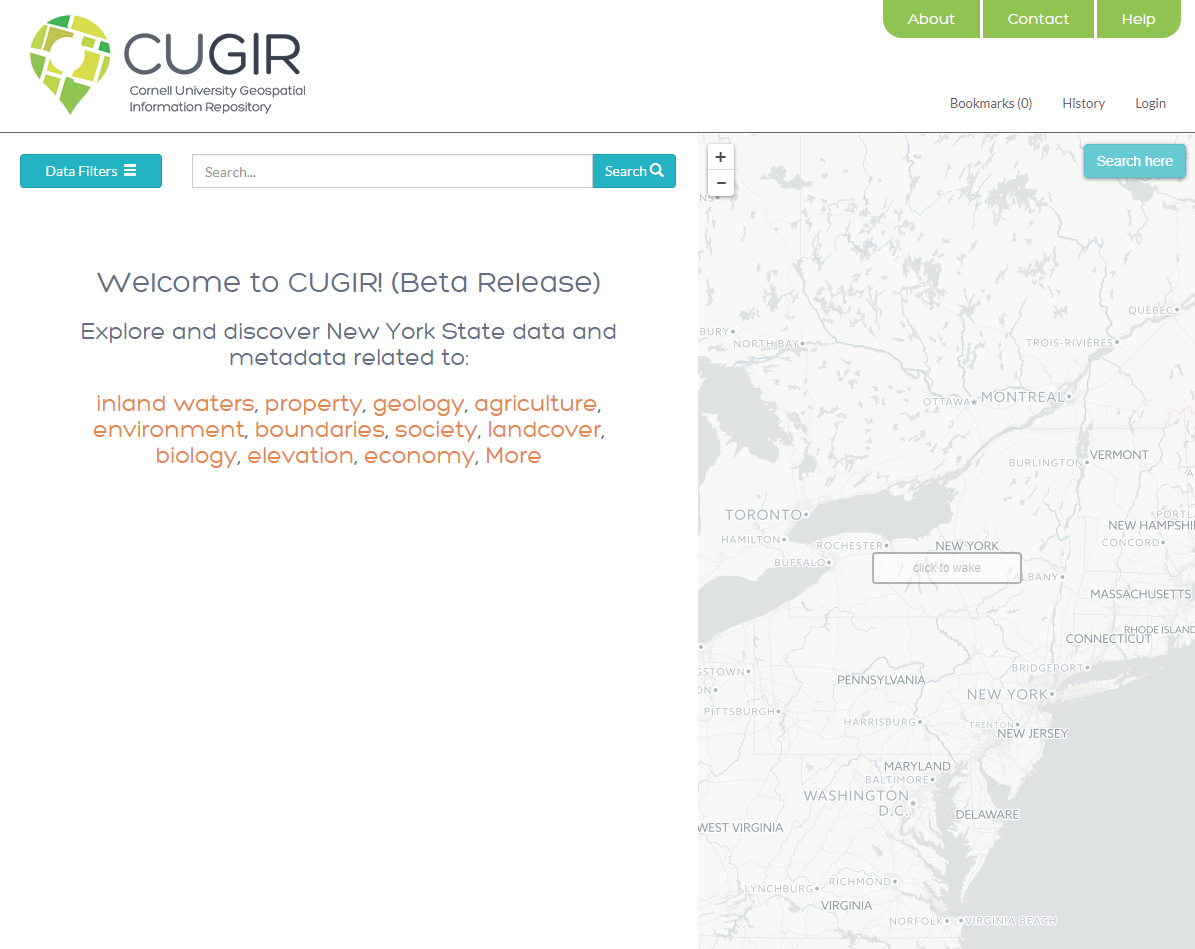 About
Contact
Help
CUGIR
Cornell University Geospatial
Information Repository
Bookmarks (0)
History
Login
Data Filters
Search...
Search
Welcome to CUGIR! (Beta Release)
Explore and discover New York State data and
metadata related to:
inland waters, property, geology, agriculture,
environment, boundaries, society, landcover,
biology, elevation, economy, More
+
−
Search here
NS
QUEBEC
BURY
NORTH BAY
TROIS-RIVIÈRES
OTTAWA
MONTREAL
VERMONT
BURLINGTON
TORONTO
PORTL
NEW HAMPSHI
HAMILTON
CONCORD
ROCHESTER
NEW YORK
BUFFALO
click to wake
ALBANY
MASSACHUSETTS
RHODE ISLAND
CONNECTICUT
GSTOWN
BRIDGEPORT
PENNSYLVANIA
ON
NEW YORK
PITTSBURGH
HARRISBURG
TRENTON
NEW JERSEY
MARYLAND
BALTIMORE
WASHINGTON
D.C.
DELAWARE
WEST VIRGINIA
LYNCHBURG
RICHMOND
VIRGINIA
NORFOLK
VIRGINIA BEACH